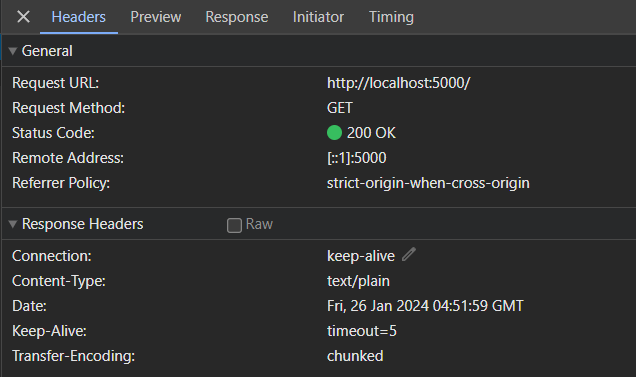 Headers Preview Response Initiator Timing
General
Request URL: http://localhost:5000/
Request Method: GET
Status Code: 200 OK
Remote Address: [::1]:5000
Referrer Policy: strict-origin-when-cross-origin
Response Headers Raw
Connection: keep-alive
Content-Type: text/plain
Date: Fri, 26 Jan 2024 04:51:59 GMT
Keep-Alive: timeout=5
Transfer-Encoding: chunked